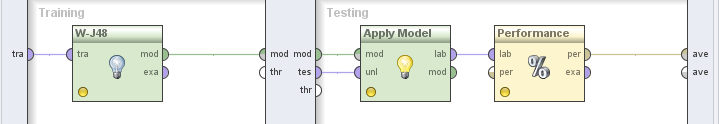 Training
Testing
W-J48
Apply Model
Performance
tra
tra
mod
mod
mod
mod
lab
lab
per
ave
exa
thr
tes
unl
mod
per
exa
ave
thr